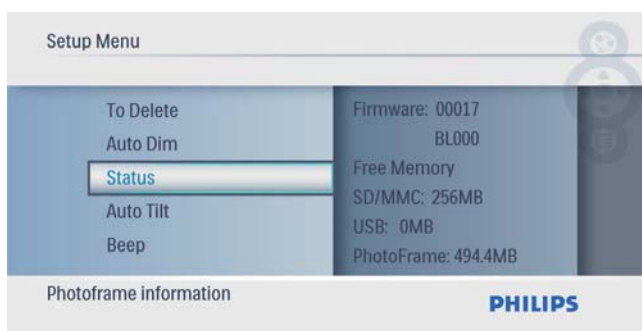 Setup Menu
To Delete
Auto Dim
Status
Auto Tilt
Beep
Firmware: 00017
BL000
Free Memory
SD/MMC: 256MB
USB: 0MB
PhotoFrame: 494.4MB
Photoframe information
PHILIPS